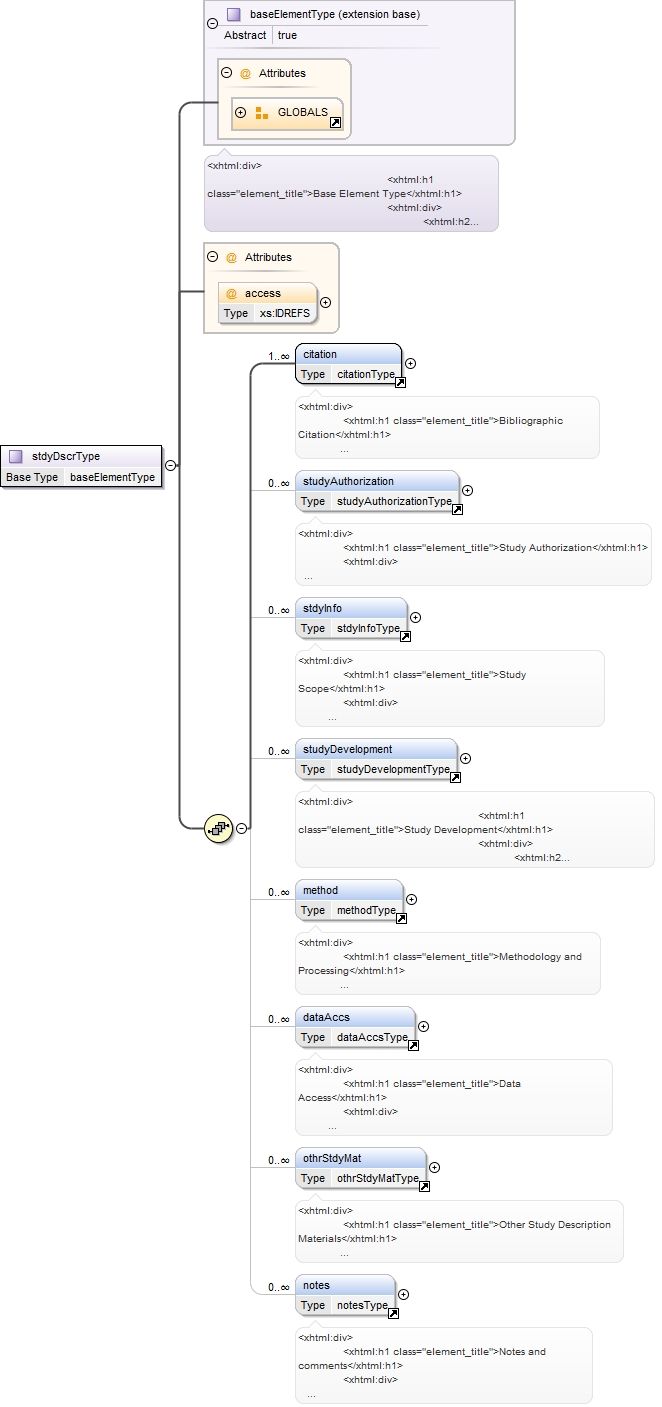 baseElementType (extension base)
Abstract true
@ Attributes
GLOBALS
<xhtml:div>
<xhtml:h1
class="element_title">Base Element Type</xhtml:h1>
<xhtml:div>
<xhtml:h2...
@ Attributes
@ access
Type xs:IDREFS
1..∞ citation
Type citationType
<xhtml:div>
<xhtml:h1 class="element_title">Bibliographic
Citation</xhtml:h1>
...
stdyDscrType
Base Type baseElementType
0..∞ studyAuthorization
Type studyAuthorizationType
<xhtml:div>
<xhtml:h1 class="element_title">Study Authorization</xhtml:h1>
<xhtml:div>
...
0..∞ stdyInfo
Type stdyInfoType
<xhtml:div>
<xhtml:h1 class="element_title">Study
Scope</xhtml:h1>
<xhtml:div>
...
0..∞ studyDevelopment
Type studyDevelopmentType
<xhtml:div>
<xhtml:h1
class="element_title">Study Development</xhtml:h1>
<xhtml:div>
<xhtml:h2...
0..∞ method
Type methodType
<xhtml:div>
<xhtml:h1 class="element_title">Methodology and
Processing</xhtml:h1>
...
0..∞ dataAccs
Type dataAccsType
<xhtml:div>
<xhtml:h1 class="element_title">Data
Access</xhtml:h1>
<xhtml:div>
...
0..∞ othrStdyMat
Type othrStdyMatType
<xhtml:div>
<xhtml:h1 class="element_title">Other Study Description
Materials</xhtml:h1>
...
0..∞ notes
Type notesType
<xhtml:div>
<xhtml:h1 class="element_title">Notes and
comments</xhtml:h1>
<xhtml:div>
...